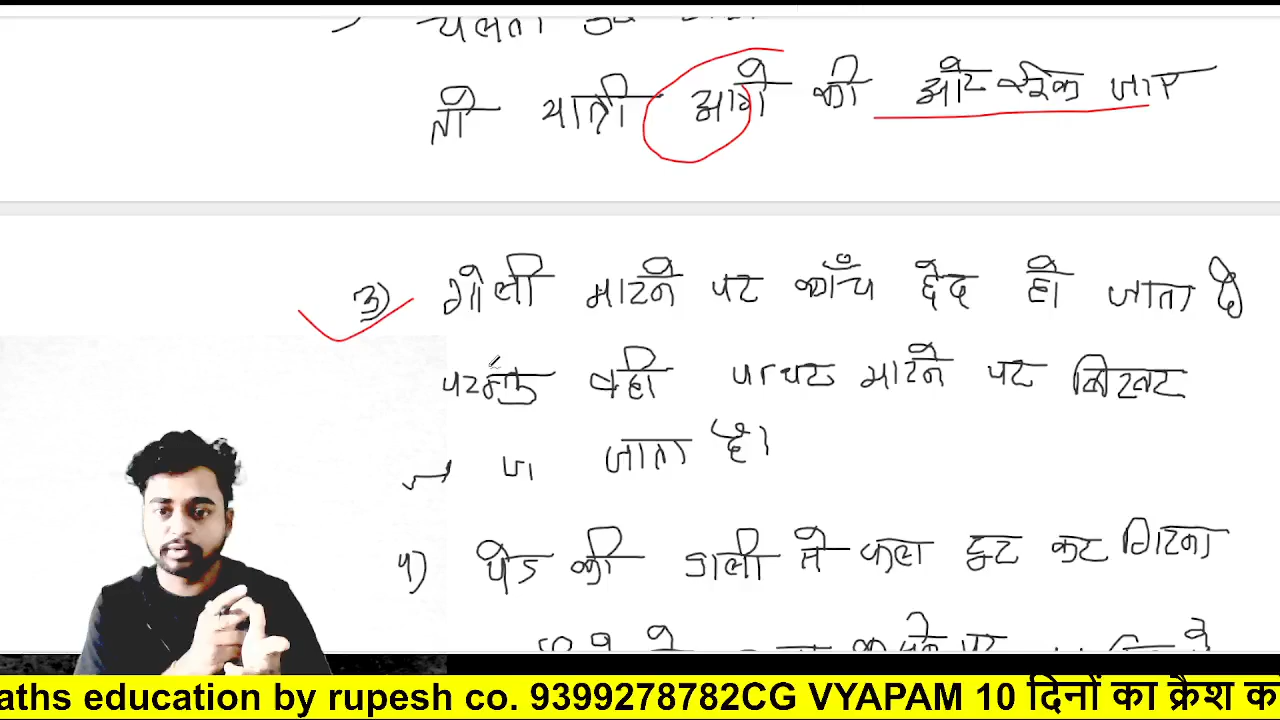 चलती
तो यात्री आगे की ओर झुक जाए
3) गोली मारने पर काँच छेद हो जाता है
परन्तु वही पत्थर मारने पर बिखर
जाता है।
4) पेड की डाली से फल टुट कर गिरना
aths education by rupesh co. 9399278782CG VYAPAM 10 दिनों का क्रैश क